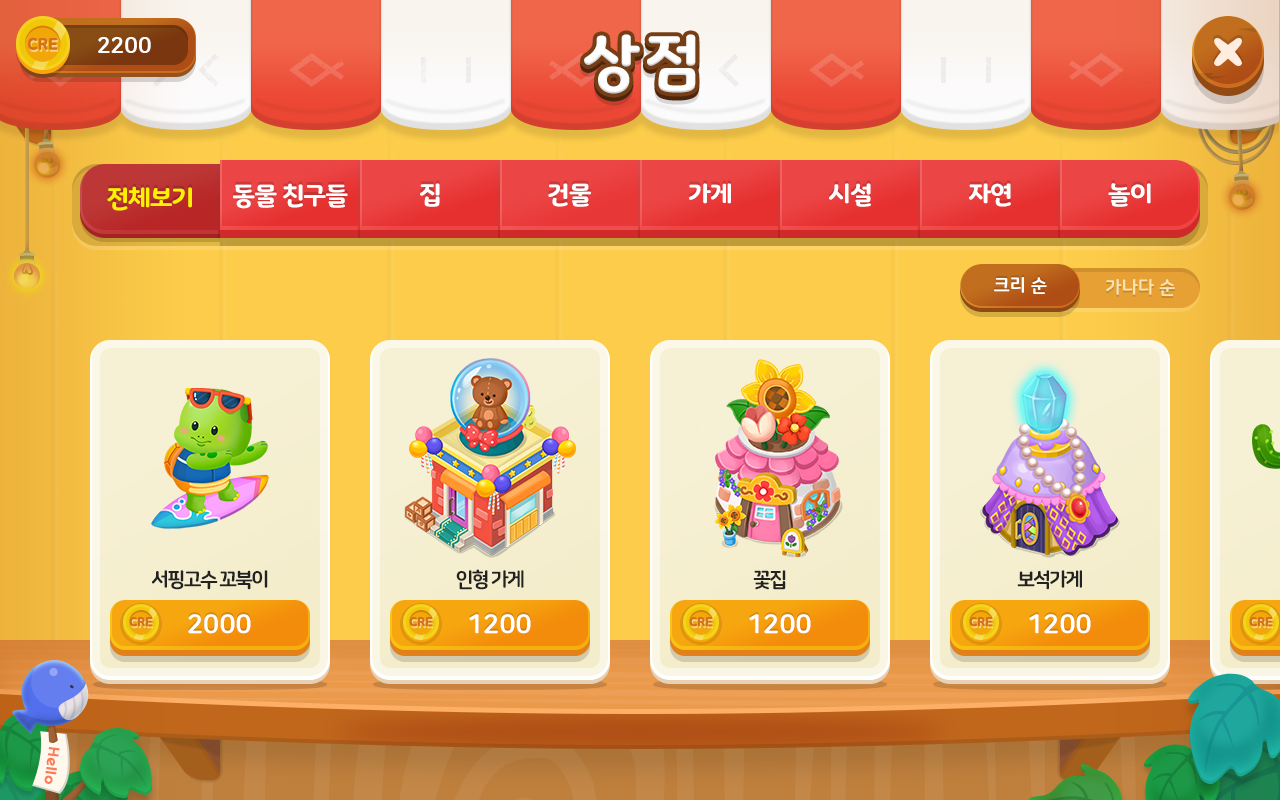 CRE 2200
상점
전체보기 동물 친구들 집 건물 가게 시설 자연 놀이
크리 순 가나다 순
서핑고수 꼬북이 인형 가게 꽃집 보석가게
CRE 2000 CRE 1200 CRE 1200 CRE 1200 CRE
Hello